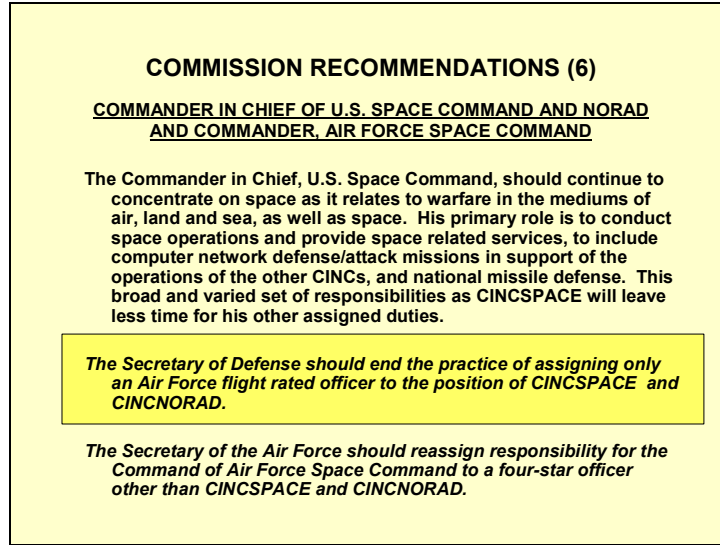 COMMISSION RECOMMENDATIONS (6)
COMMANDER IN CHIEF OF U.S. SPACE COMMAND AND NORAD
AND COMMANDER, AIR FORCE SPACE COMMAND
The Commander in Chief, U.S. Space Command, should continue to
concentrate on space as it relates to warfare in the mediums of
air, land and sea, as well as space. His primary role is to conduct
space operations and provide space related services, to include
computer network defense/attack missions in support of the
operations of the other CINCs, and national missile defense. This
broad and varied set of responsibilities as CINCSPACE will leave
less time for his other assigned duties.
The Secretary of Defense should end the practice of assigning only
an Air Force flight rated officer to the position of CINCSPACE and
CINCNORAD.
The Secretary of the Air Force should reassign responsibility for the
Command of Air Force Space Command to a four-star officer
other than CINCSPACE and CINCNORAD.